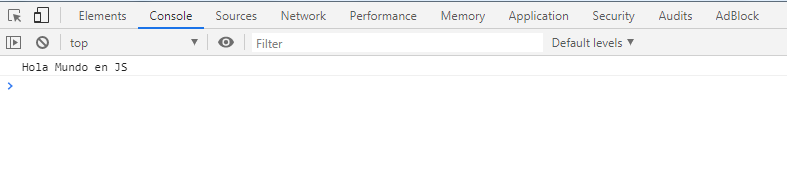 Elements Console Sources Network Performance Memory Application Security Audits AdBlock
top Filter Default levels
Hola Mundo en JS